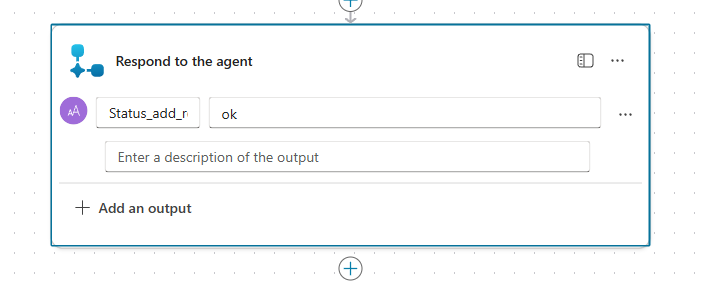 Respond to the agent
AA
Status_add_r
ok
Enter a description of the output
Add an output